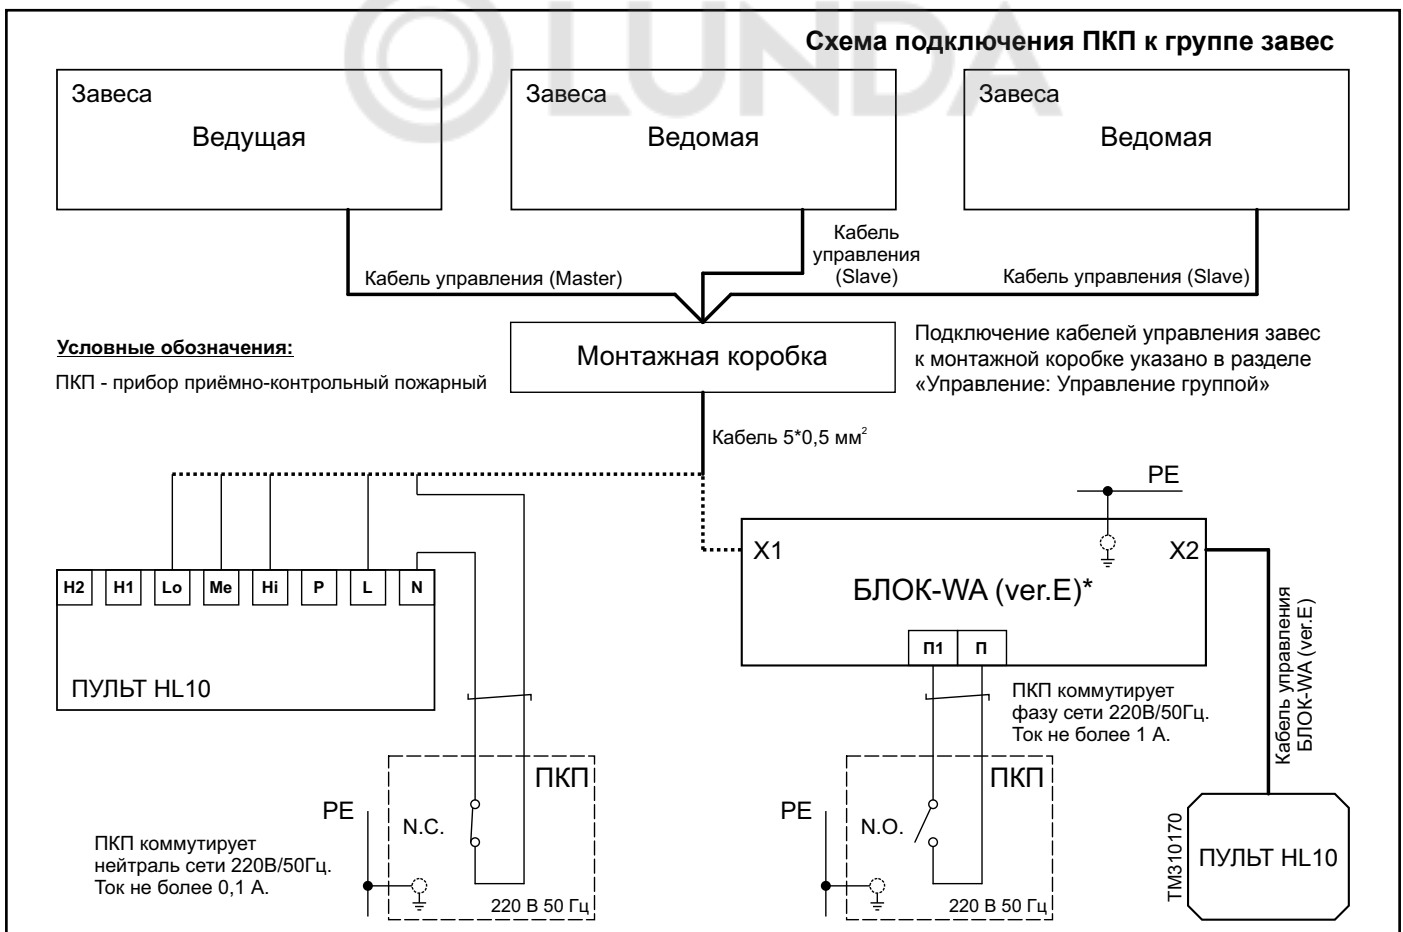 LUNDA
Схема подключения ПКП к группе завес
Завеса
Ведущая
Завеса
Ведомая
Завеса
Ведомая
Кабель
управления
(Slave)
Кабель управления (Master)
Кабель управления (Slave)
Условные обозначения:
ПКП - прибор приёмно-контрольный пожарный
Монтажная коробка
Подключение кабелей управления завес
к монтажной коробке указано в разделе
«Управление: Управление группой»
Кабель 5*0,5 мм²
PE
X1
X2
БЛОК-WA (ver.E)*
П1
П
H2
H1
Lo
Me
Hi
P
L
N
ПУЛЬТ HL10
ПКП коммутирует
фазу сети 220В/50Гц.
Ток не более 1 А.
Кабель управления
БЛОК-WA (ver.E)
ПКП
PE
N.C.
220 В 50 Гц
ПКП коммутирует
нейтраль сети 220В/50Гц.
Ток не более 0,1 А.
ПКП
PE
N.O.
220 В 50 Гц
TM310170
ПУЛЬТ HL10